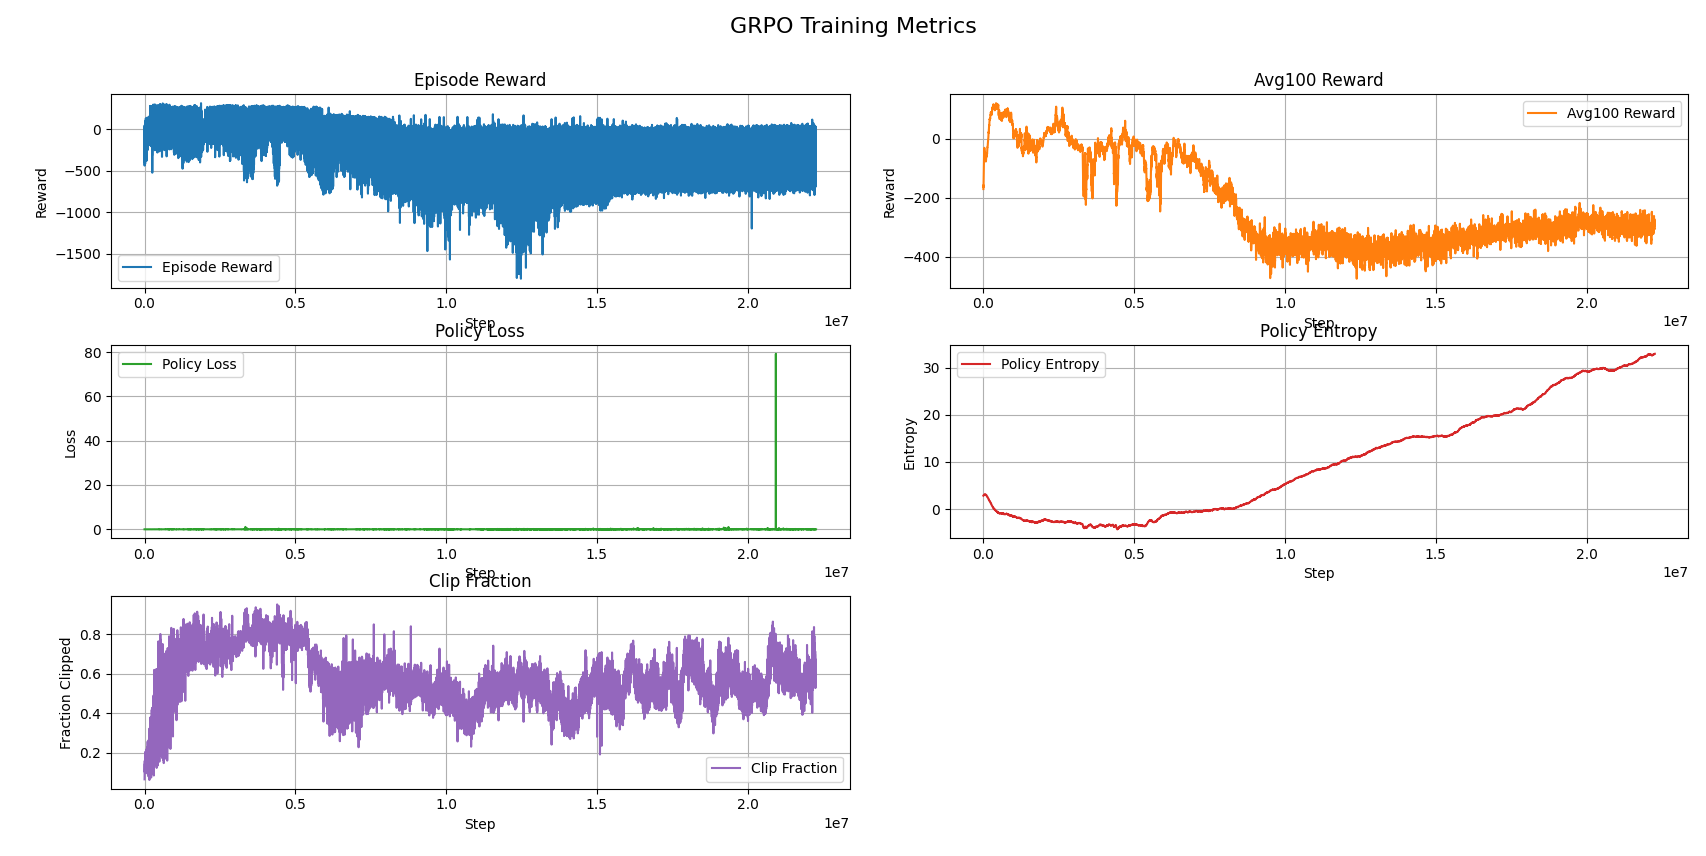 GRPO Training Metrics
Episode Reward
Reward
0
−500
−1000
−1500
Episode Reward
0.0 0.5 1.0 1.5 2.0
1e7
Step
Avg100 Reward
Reward
0
−200
−400
Avg100 Reward
0.0 0.5 1.0 1.5 2.0
1e7
Step
Policy Loss
Loss
80
60
40
20
0
Policy Loss
0.0 0.5 1.0 1.5 2.0
1e7
Step
Policy Entropy
Entropy
30
20
10
0
Policy Entropy
0.0 0.5 1.0 1.5 2.0
1e7
Step
Clip Fraction
Fraction Clipped
0.8
0.6
0.4
0.2
Clip Fraction
0.0 0.5 1.0 1.5 2.0
1e7
Step